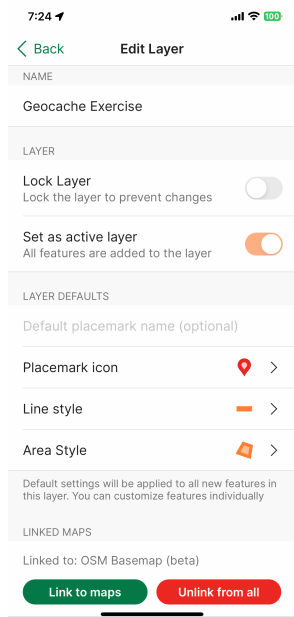 7:24
100
Back
Edit Layer
NAME
Geocache Exercise
LAYER
Lock Layer
Lock the layer to prevent changes
Set as active layer
All features are added to the layer
LAYER DEFAULTS
Default placemark name (optional)
Placemark icon
Line style
Area Style
Default settings will be applied to all new features in
this layer. You can customize features individually
LINKED MAPS
Linked to: OSM Basemap (beta)
Link to maps
Unlink from all